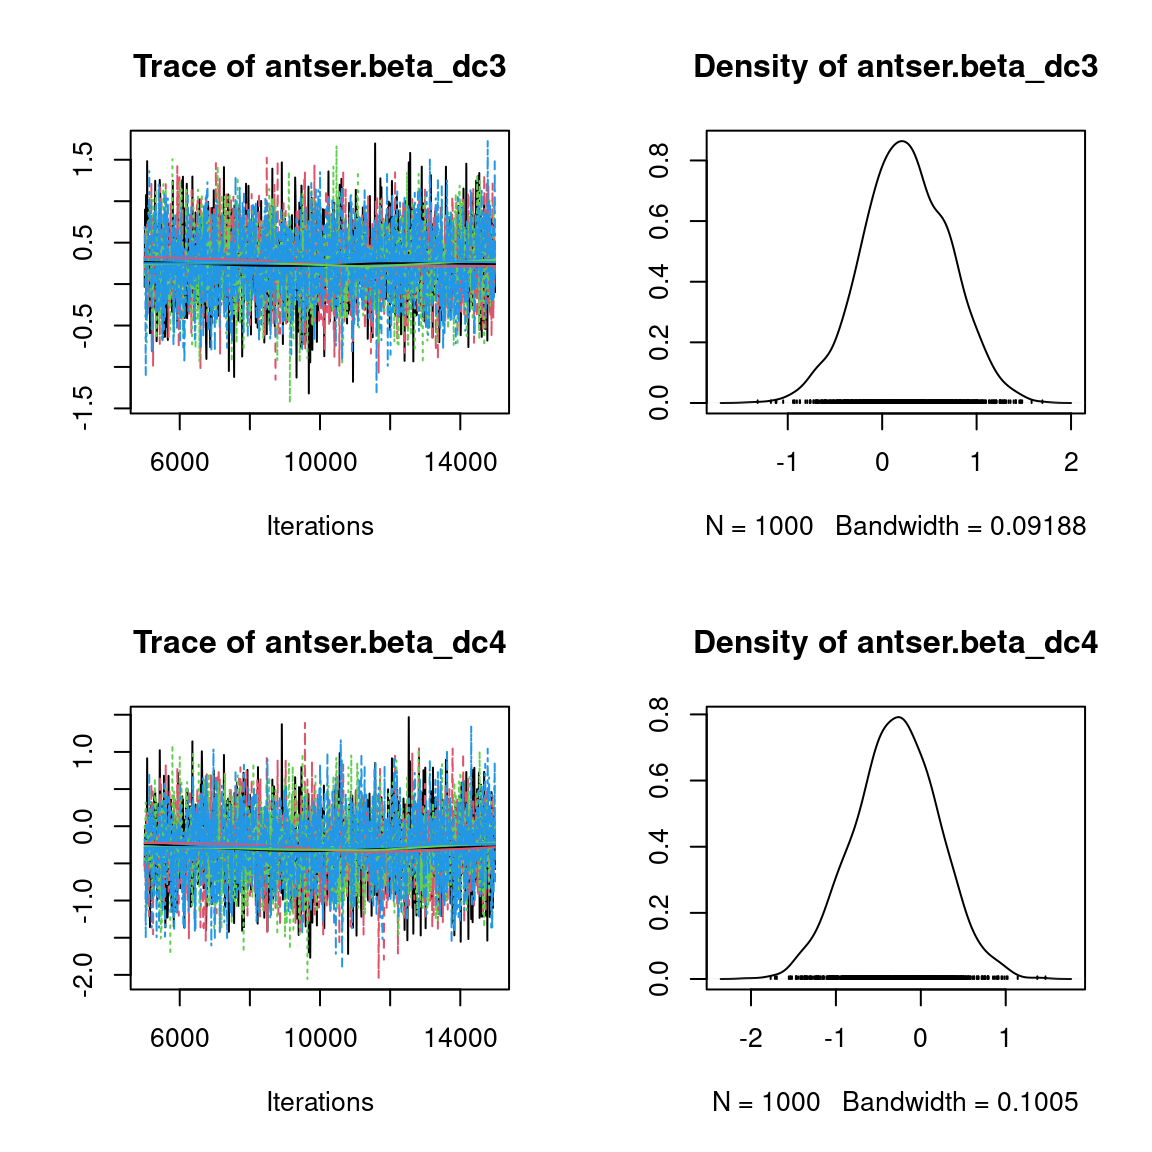 Trace of antser.beta_dc3
Density of antser.beta_dc3
1.5
0.5
-0.5
-1.5
6000 10000 14000
Iterations
0.8
0.6
0.4
0.2
0.0
-1 0 1 2
N = 1000 Bandwidth = 0.09188
Trace of antser.beta_dc4
Density of antser.beta_dc4
1.0
0.0
-1.0
-2.0
6000 10000 14000
Iterations
0.8
0.6
0.4
0.2
0.0
-2 -1 0 1
N = 1000 Bandwidth = 0.1005